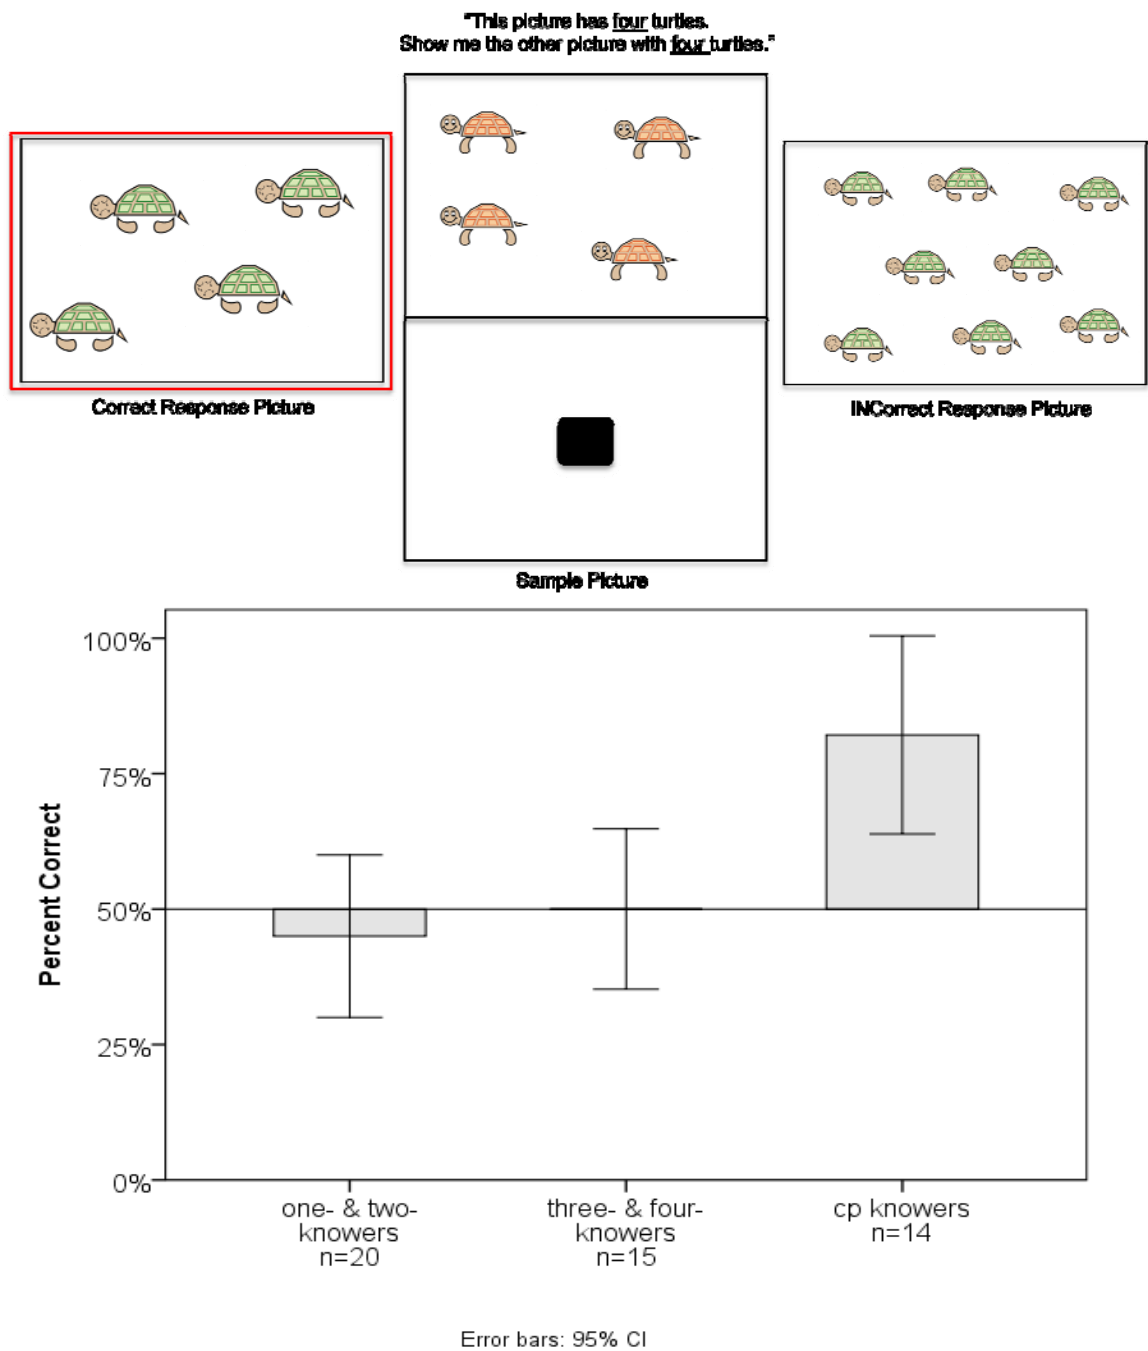 "This picture has four turtles.
Show me the other picture with four turtles."
Correct Response Picture
INCorrect Response Picture
Sample Picture
100%
75%
50%
25%
0%
Percent Correct
one- & two-
knowers
n=20
three- & four-
knowers
n=15
cp knowers
n=14
Error bars: 95% CI